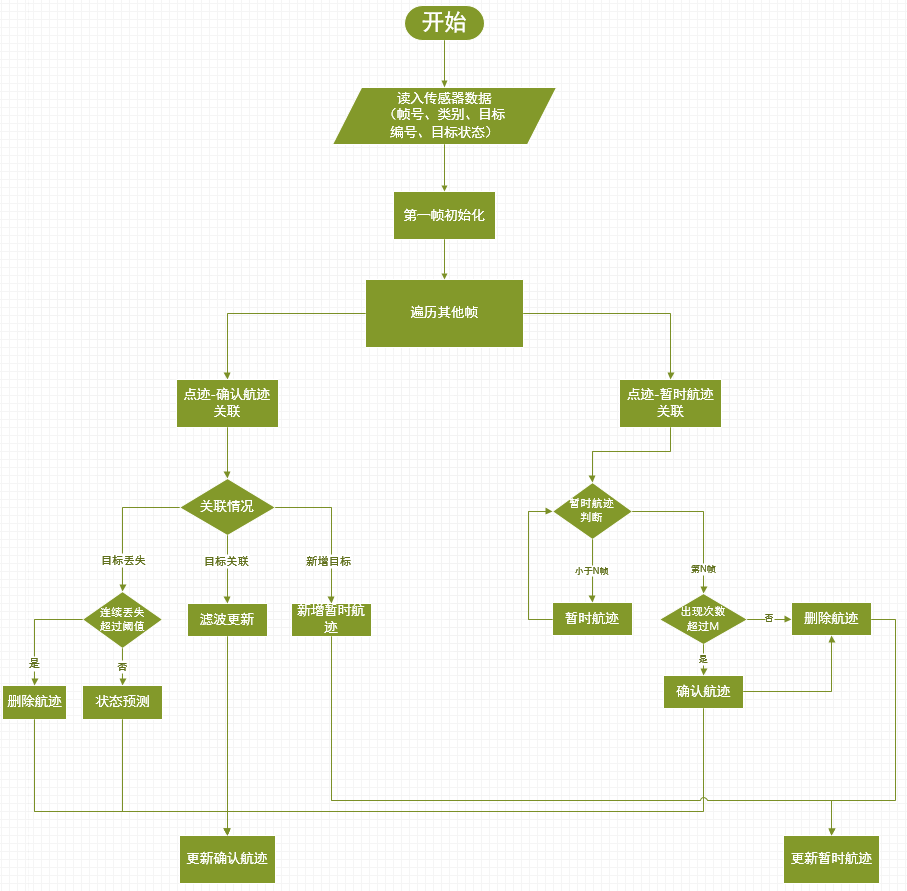 开始
读入传感器数据
（帧号、类别、目标
编号、目标状态）
第一帧初始化
遍历其他帧
点迹-确认航迹
关联
点迹-暂时航迹
关联
关联情况
暂时航迹
判断
目标丢失
目标关联
新增目标
小于N帧
第N帧
连续丢失
超过阈值
滤波更新
新增暂时航
迹
暂时航迹
出现次数
超过M
否
删除航迹
是
否
是
删除航迹
状态预测
确认航迹
更新确认航迹
更新暂时航迹